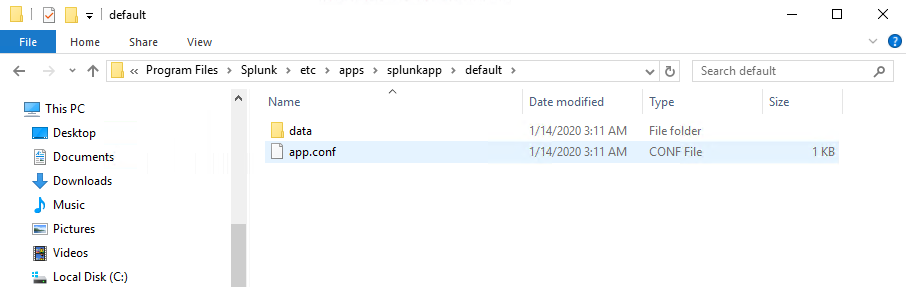 default
File Home Share View
« Program Files > Splunk > etc > apps > splunkapp > default >
Search default
This PC
Desktop
Documents
Downloads
Music
Pictures
Videos
Local Disk (C:)
Name Date modified Type Size
data 1/14/2020 3:11 AM File folder
app.conf 1/14/2020 3:11 AM CONF File 1 KB